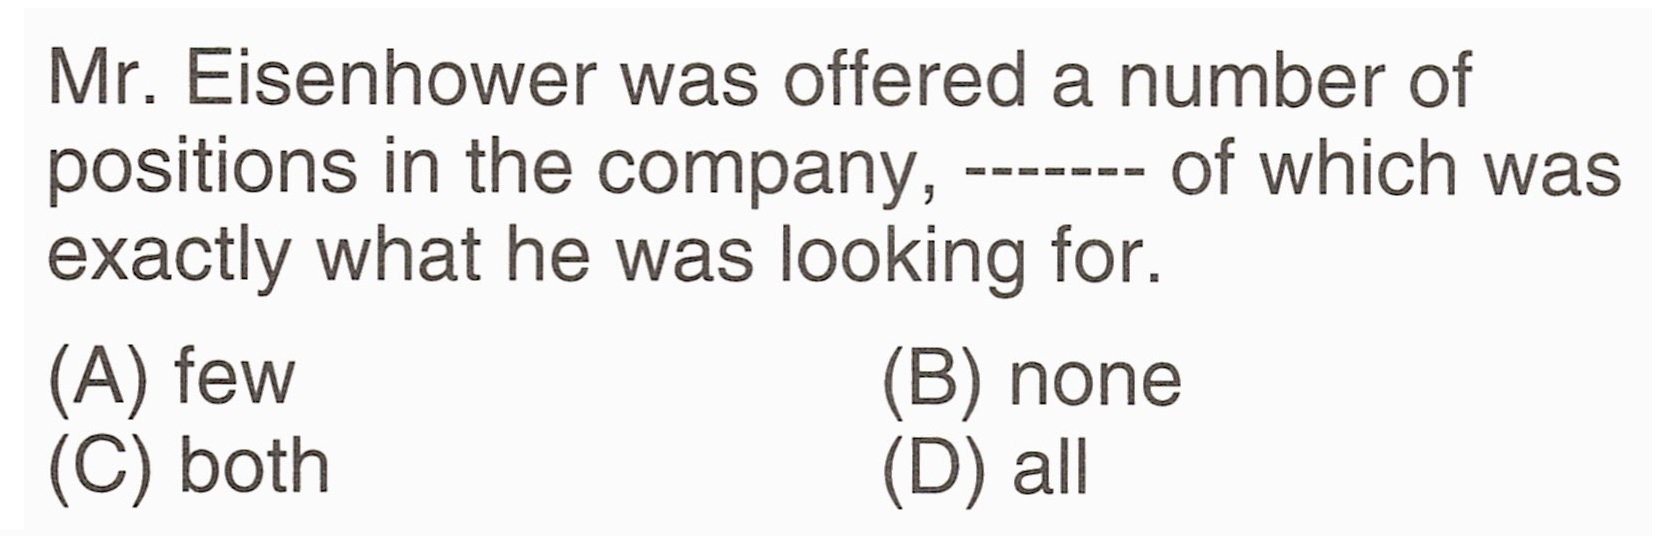 Mr. Eisenhower was offered a number of
positions in the company, ------- of which was
exactly what he was looking for.
(A) few (B) none
(C) both (D) all